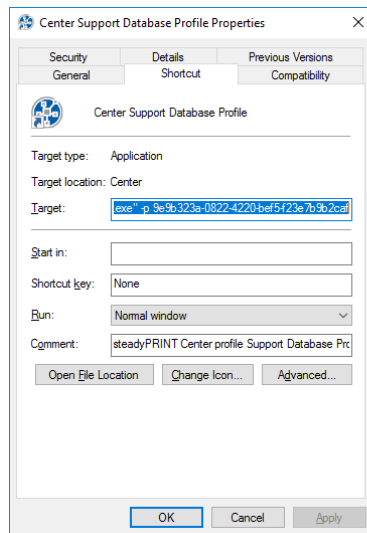 Center Support Database Profile Properties
Security Details Previous Versions
General Shortcut Compatibility
Center Support Database Profile
Target type: Application
Target location: Center
Target: exe" -p 9e9b323a-0822-4220-bef5-f23e7b9b2caf
Start in:
Shortcut key: None
Run: Normal window
Comment: steadyPRINT Center profile Support Database Pro
Open File Location Change Icon... Advanced...
OK Cancel Apply